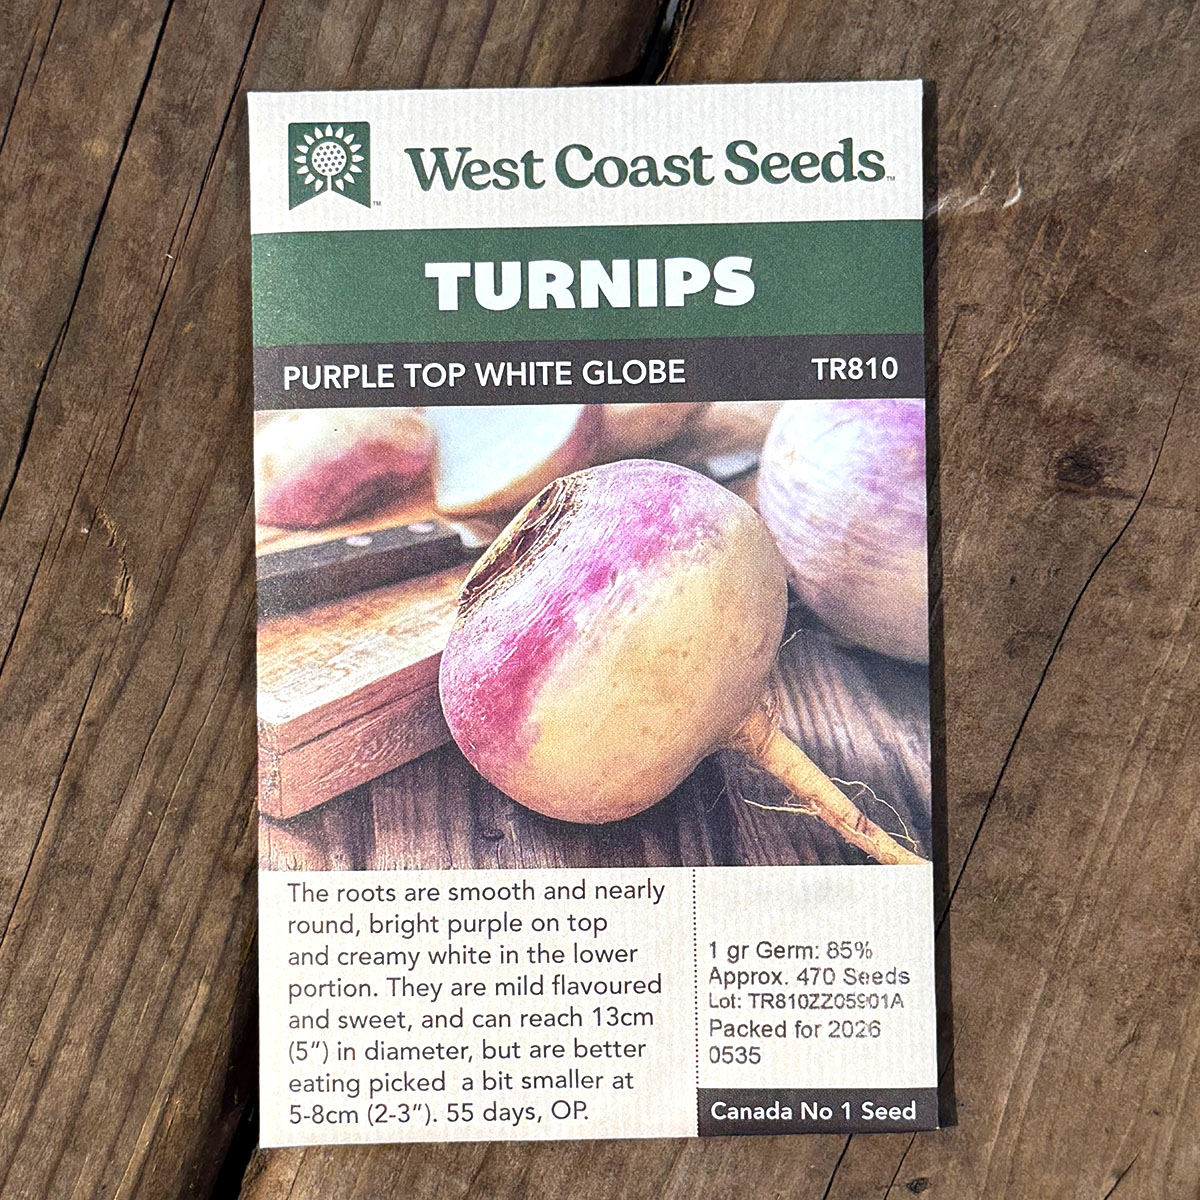 West Coast Seeds™
TURNIPS
PURPLE TOP WHITE GLOBE TR810
The roots are smooth and nearly
round, bright purple on top
and creamy white in the lower
portion. They are mild flavoured
and sweet, and can reach 13cm
(5”) in diameter, but are better
eating picked a bit smaller at
5-8cm (2-3”). 55 days, OP.
1 gr Germ: 85%
Approx. 470 Seeds
Lot: TR810ZZ05901A
Packed for 2026
0535
Canada No 1 Seed